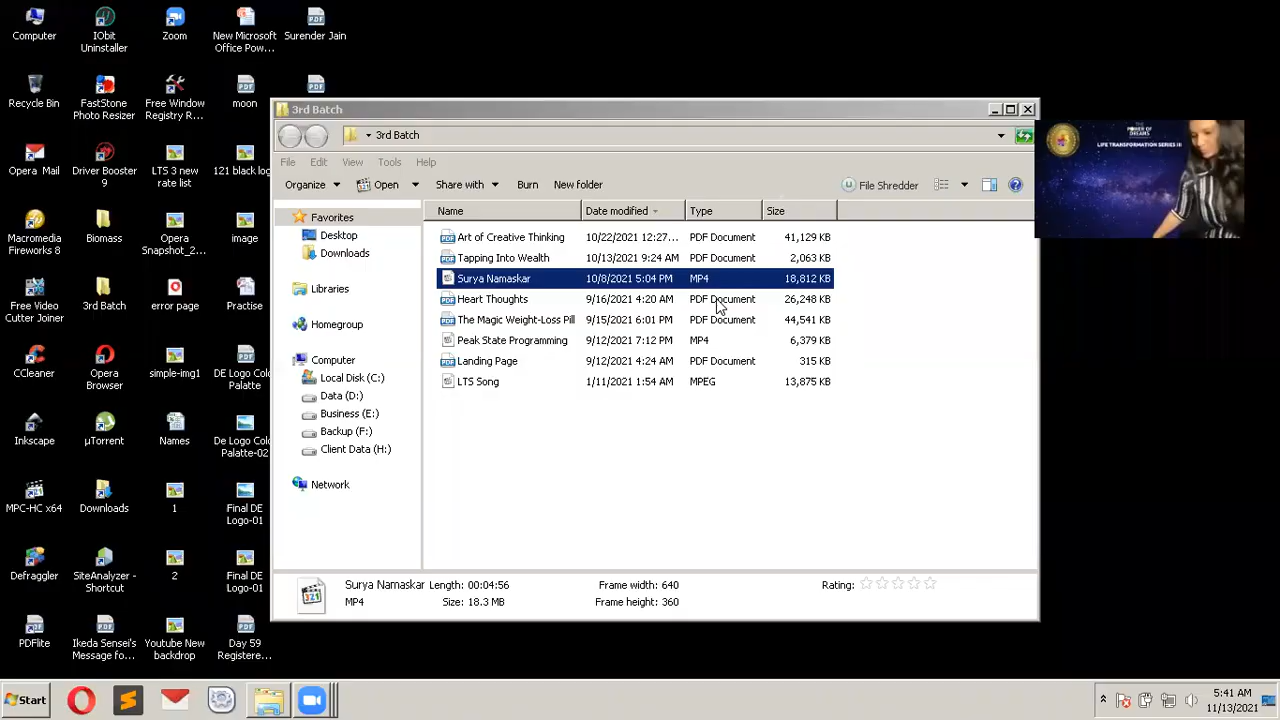 Computer
IObit
Uninstaller
Zoom
New Microsoft
Office Pow...
Surender Jain
Recycle Bin
FastStone
Photo Resizer
Free Window
Registry R...
moon
Opera Mail
Driver Booster
9
LTS 3 new
rate list
121 black log
Macromedia
Fireworks 8
Biomass
Opera
Snapshot_2...
image
Free Video
Cutter Joiner
3rd Batch
error page
Practise
CCleaner
Opera
Browser
simple-img1
DE Logo Colo
Palatte
Inkscape
µTorrent
Names
De Logo Colo
Palatte-02
MPC-HC x64
Downloads
1
Final DE
Logo-01
Defraggler
SiteAnalyzer -
Shortcut
2
Final DE
Logo-01
PDFlite
Ikeda Sensei's
Message fo...
Youtube New
backdrop
Day 59
Registere...
3rd Batch
3rd Batch
File Edit View Tools Help
Organize Open Share with Burn New folder File Shredder
Name Date modified Type Size
Favorites
Desktop
Downloads
Libraries
Homegroup
Computer
Local Disk (C:)
Data (D:)
Business (E:)
Backup (F:)
Client Data (H:)
Network
Art of Creative Thinking 10/22/2021 12:27... PDF Document 41,129 KB
Tapping Into Wealth 10/13/2021 9:24 AM PDF Document 2,063 KB
Surya Namaskar 10/8/2021 5:04 PM MP4 18,812 KB
Heart Thoughts 9/16/2021 4:20 AM PDF Document 26,248 KB
The Magic Weight-Loss Pill 9/15/2021 6:01 PM PDF Document 44,541 KB
Peak State Programming 9/12/2021 7:12 PM MP4 6,379 KB
Landing Page 9/12/2021 4:24 AM PDF Document 315 KB
LTS Song 1/11/2021 1:54 AM MPEG 13,875 KB
Surya Namaskar Length: 00:04:56 Frame width: 640 Rating:
MP4 Size: 18.3 MB Frame height: 360
THE
POWER OF
DREAMS
LIFE TRANSFORMATION SERIES III
Start
5:41 AM
11/13/2021